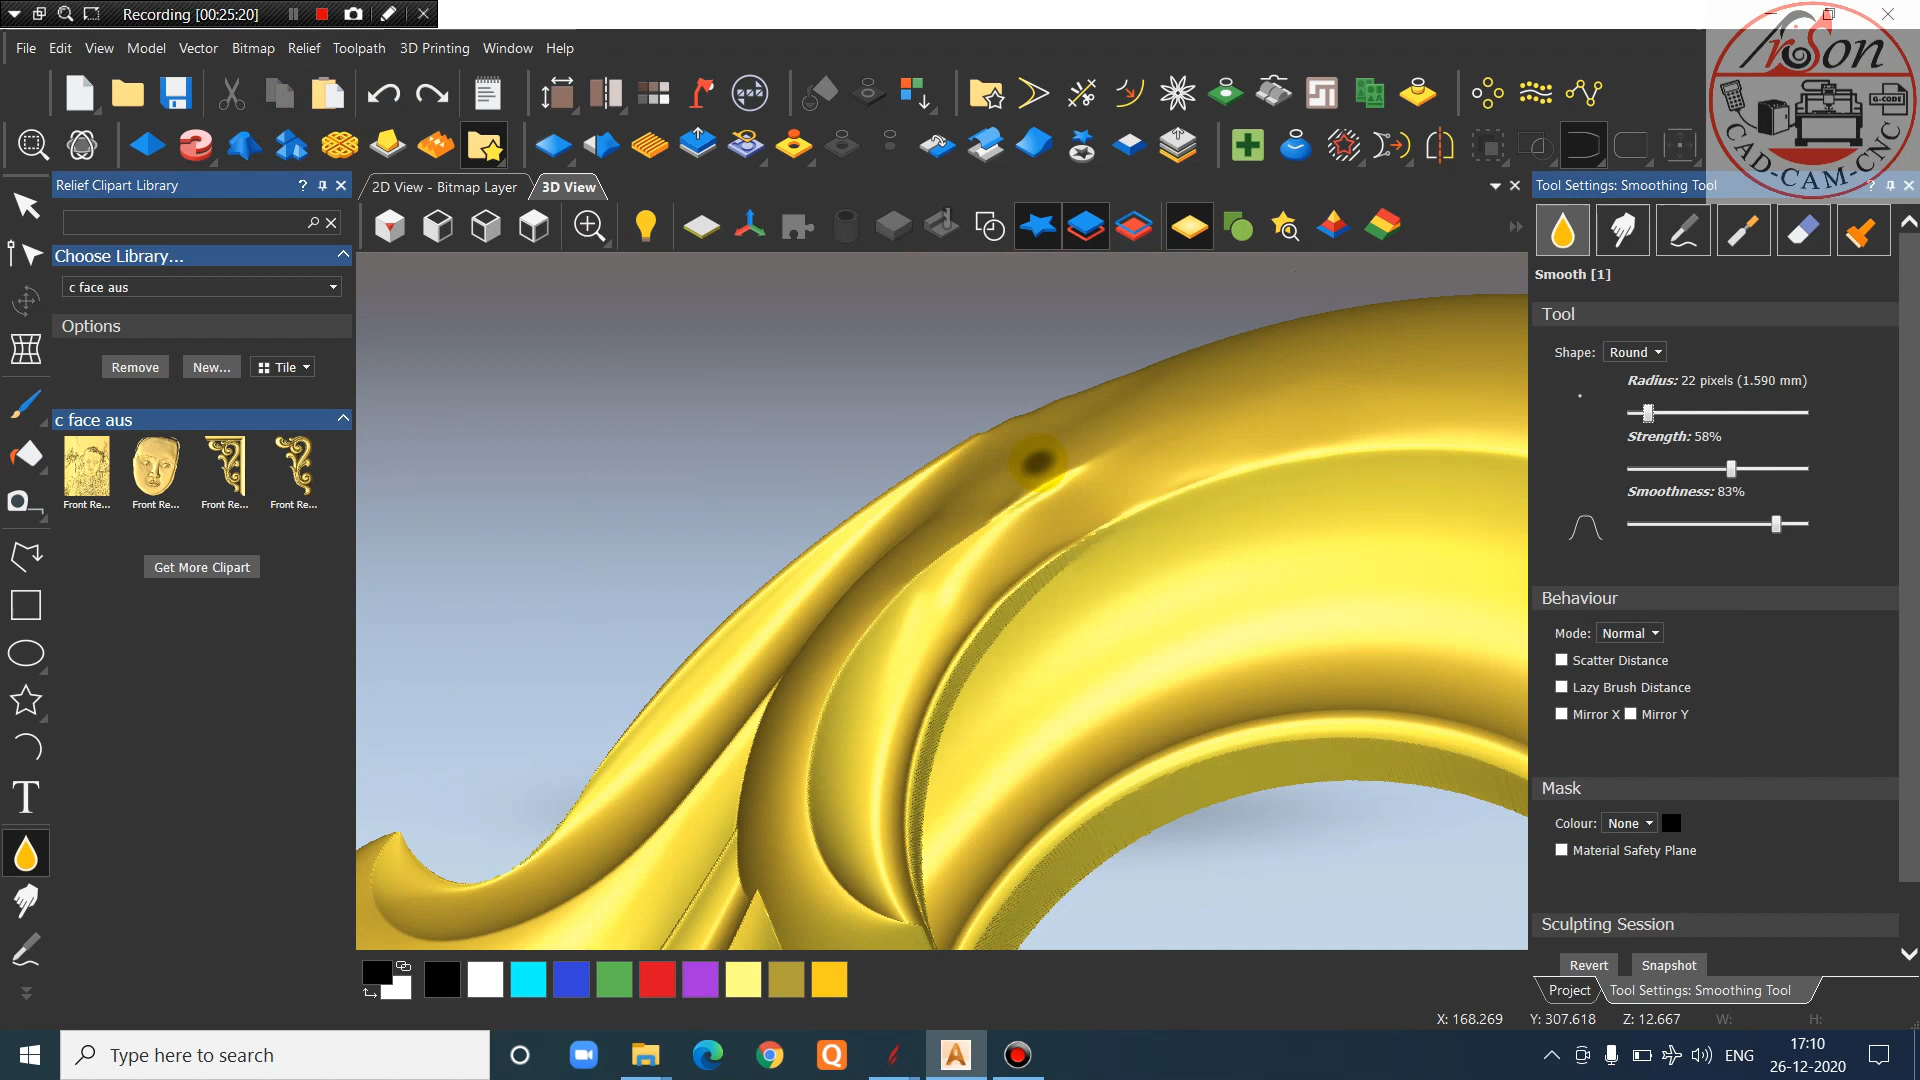 Recording [00:25:20]
File Edit View Model Vector Bitmap Relief Toolpath 3D Printing Window Help
ArSon
G-CODE
CAD-CAM-CNC
Relief Clipart Library
2D View - Bitmap Layer
3D View
Tool Settings: Smoothing Tool
Choose Library...
c face aus
Options
Remove
New...
Tile
c face aus
Front Re...
Front Re...
Front Re...
Front Re...
Get More Clipart
Smooth [1]
Tool
Shape: Round
Radius: 22 pixels (1.590 mm)
Strength: 58%
Smoothness: 83%
Behaviour
Mode: Normal
Scatter Distance
Lazy Brush Distance
Mirror X
Mirror Y
Mask
Colour: None
Material Safety Plane
Sculpting Session
Revert
Snapshot
Project
Tool Settings: Smoothing Tool
X: 168.269 Y: 307.618 Z: 12.667 W: H:
Type here to search
ENG
17:10
26-12-2020